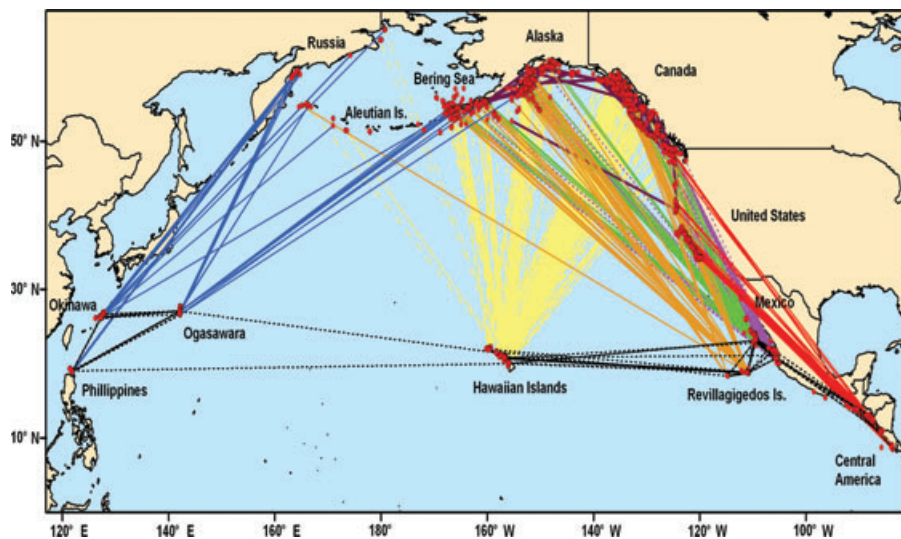 Russia
Alaska
Bering Sea
Canada
Aleutian Is.
50° N
United States
30° N
Okinawa
Mexico
Ogasawara
Phillippines
Hawaiian Islands
Revillagigedos Is.
10° N
Central
America
120° E
140° E
160° E
180°
160° W
140° W
120° W
100° W